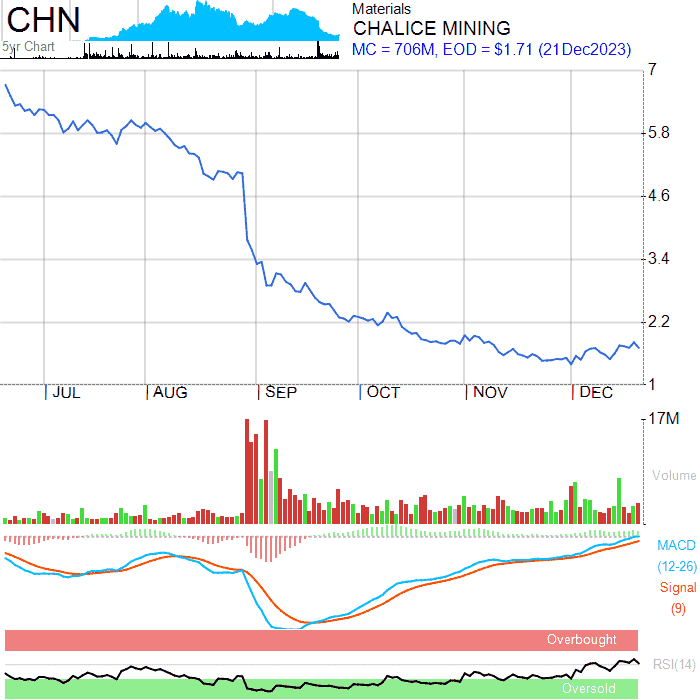 CHN
5yr Chart
Materials
CHALICE MINING
MC = 706M, EOD = $1.71 (21Dec2023)
7
5.8
4.6
3.4
2.2
1
JUL AUG SEP OCT NOV DEC
17M
Volume
MACD
(12-26)
Signal
(9)
Overbought
RSI(14)
Oversold